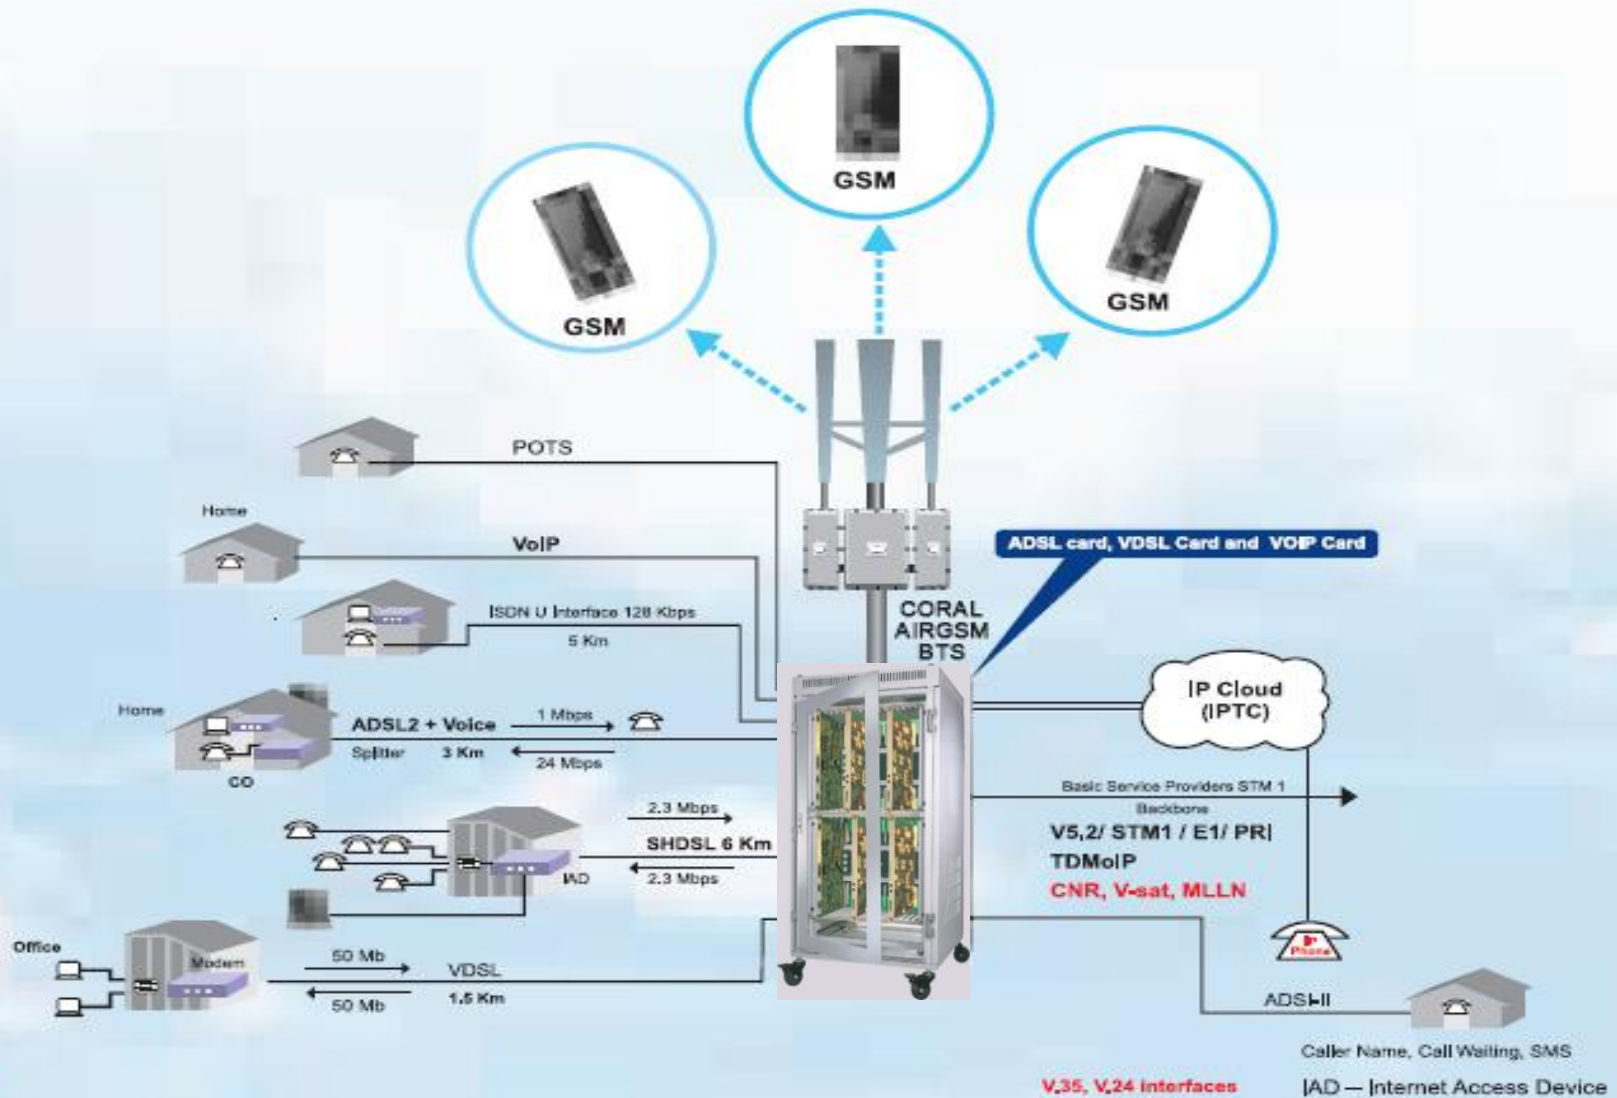 GSM
GSM
GSM
POTS
Home
VoIP
ADSL card, VDSL Card and VOIP Card
ISDN U Interface 128 Kbps
5 Km
CORAL
AIRGSM
BTS
IP Cloud
(IPTC)
Home
ADSL2 + Voice
1 Mbps
Splitter
3 Km
24 Mbps
CO
Basic Service Providers STM 1
Backbone
2.3 Mbps
V5,2/ STM1 / E1/ PRI
SHDSL 6 Km
TDMoIP
IAD
2.3 Mbps
CNR, V-sat, MLLN
Office
Modem
50 Mb
VDSL
IP
Phone
50 Mb
1.5 Km
ADSI-II
Caller Name, Call Waiting, SMS
V.35, V.24 interfaces
IAD — Internet Access Device